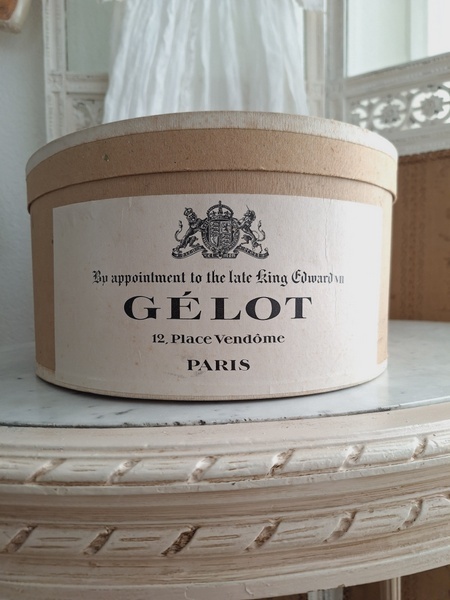 By appointment to the late King Edward VII
GÉLOT
12, Place Vendôme
PARIS